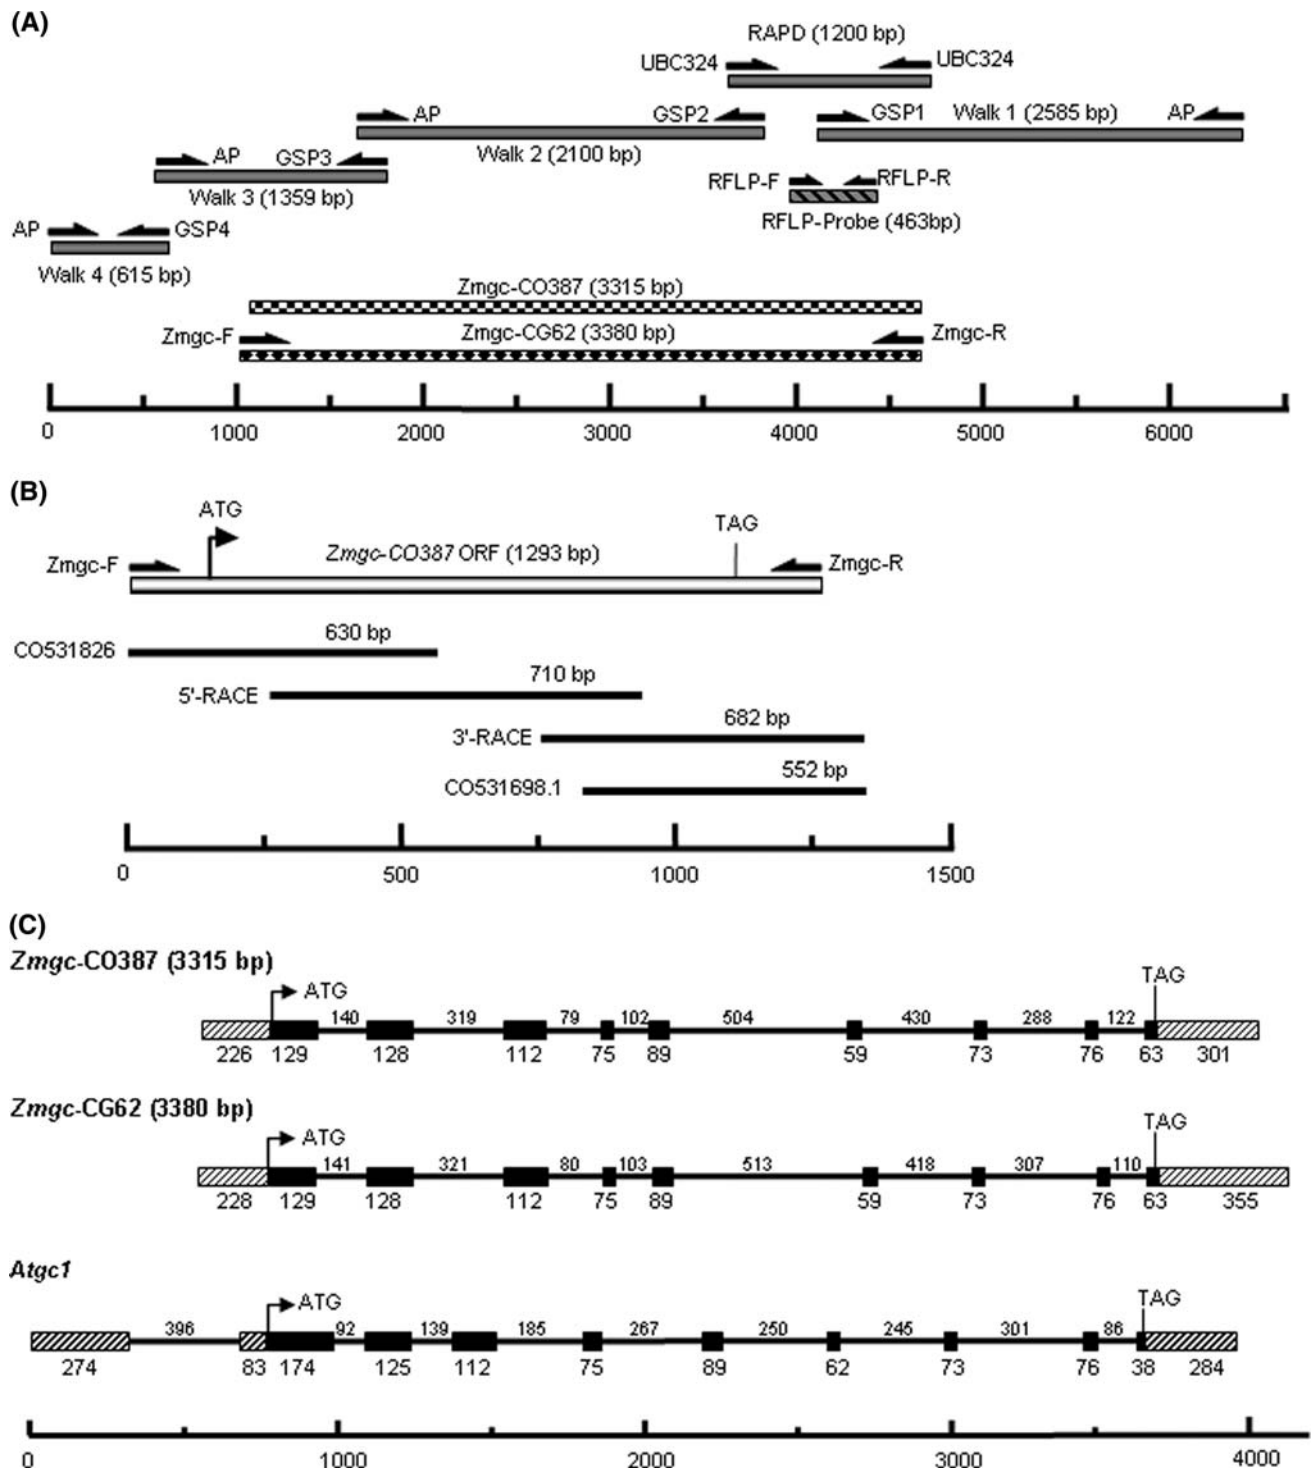 (A)
RAPD (1200 bp)
UBC324 UBC324
AP GSP2 GSP1 Walk 1 (2585 bp) AP
Walk 2 (2100 bp)
AP GSP3
RFLP-F RFLP-R
Walk 3 (1359 bp)
RFLP-Probe (463bp)
AP GSP4
Walk 4 (615 bp)
Zmgc-CO387 (3315 bp)
Zmgc-F Zmgc-CG62 (3380 bp) Zmgc-R
0 1000 2000 3000 4000 5000 6000
(B)
ATG
TAG
Zmgc-F Zmgc-CO387 ORF (1293 bp) Zmgc-R
630 bp
CO531826
710 bp
5'-RACE
682 bp
3'-RACE
552 bp
CO531698.1
0 500 1000 1500
(C)
Zmgc-CO387 (3315 bp)
ATG TAG
140 319 79 102 504 430 288 122
226 129 128 112 75 89 59 73 76 63 301
Zmgc-CG62 (3380 bp)
ATG TAG
141 321 80 103 513 418 307 110
228 129 128 112 75 89 59 73 76 63 355
Atgc1
ATG TAG
396 92 139 185 267 250 245 301 86
274 83 174 125 112 75 89 62 73 76 38 284
0 1000 2000 3000 4000